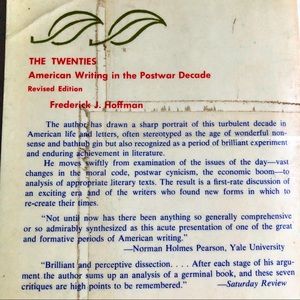 THE TWENTIES
American Writing in the Postwar Decade
Revised Edition
Frederick J. Hoffman
The author has drawn a sharp portrait of this turbulent decade in
American life and letters, often stereotyped as the age of wonderful non-
sense and bathtub gin but also recognized as a period of brilliant experiment
and enduring achievement in literature.
He moves swiftly from examination of the issues of the day—vast
changes in the moral code, postwar cynicism, the economic boom—to
analysis of appropriate literary texts. The result is a first-rate discussion of
an exciting era and of the writers who found new forms in which to
re-create their times.
"Not until now has there been anything so generally comprehensive
or so admirably synthesized as this acute presentation of one of the great
and formative periods of American writing."
—Norman Holmes Pearson, Yale University
"Brilliant and perceptive dissection. . . . After each stage of his argu-
ment the author sums up an analysis of a germinal book, and these seven
critiques are high points to be remembered." —Saturday Review